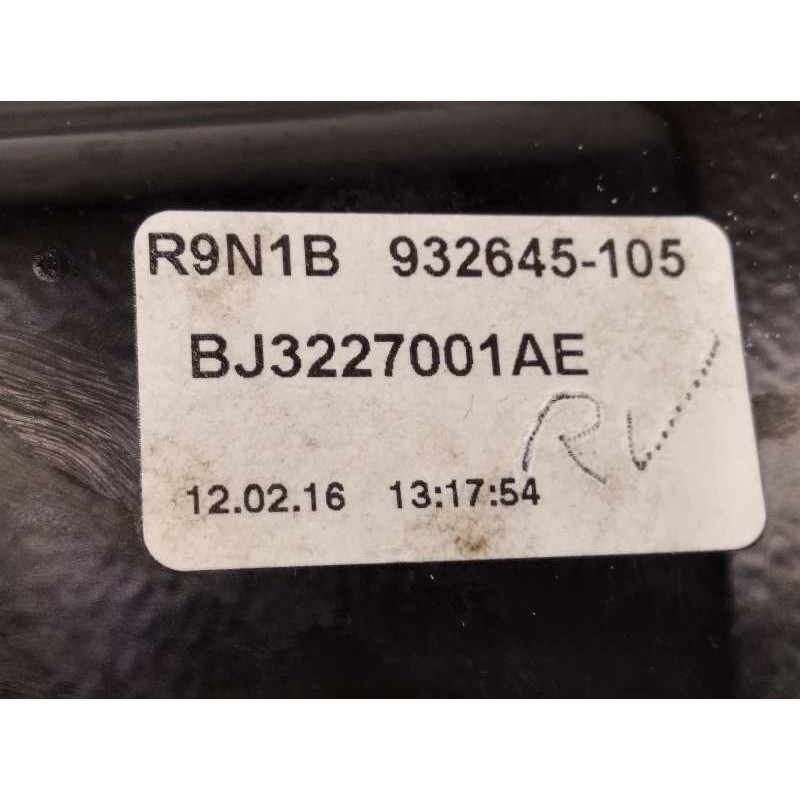 R9N1B 932645-105
BJ3227001AE
RV
12.02.16 13:17:54